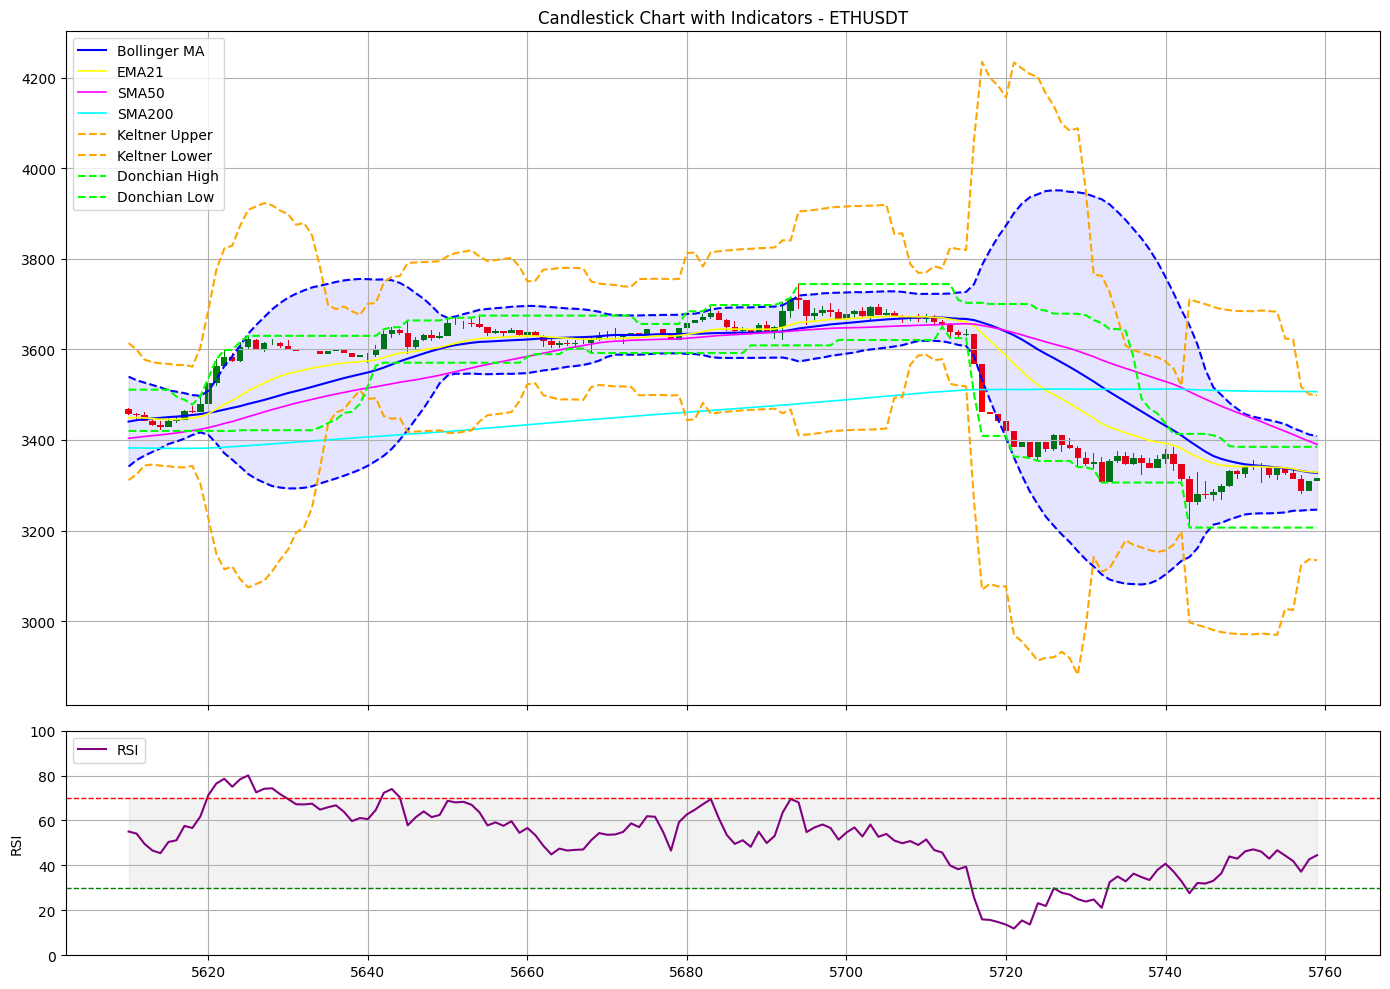 Candlestick Chart with Indicators - ETHUSDT
Bollinger MA
EMA21
SMA50
SMA200
Keltner Upper
Keltner Lower
Donchian High
Donchian Low
4200
4000
3800
3600
3400
3200
3000
RSI
100
80
60
40
20
0
RSI
5620
5640
5660
5680
5700
5720
5740
5760